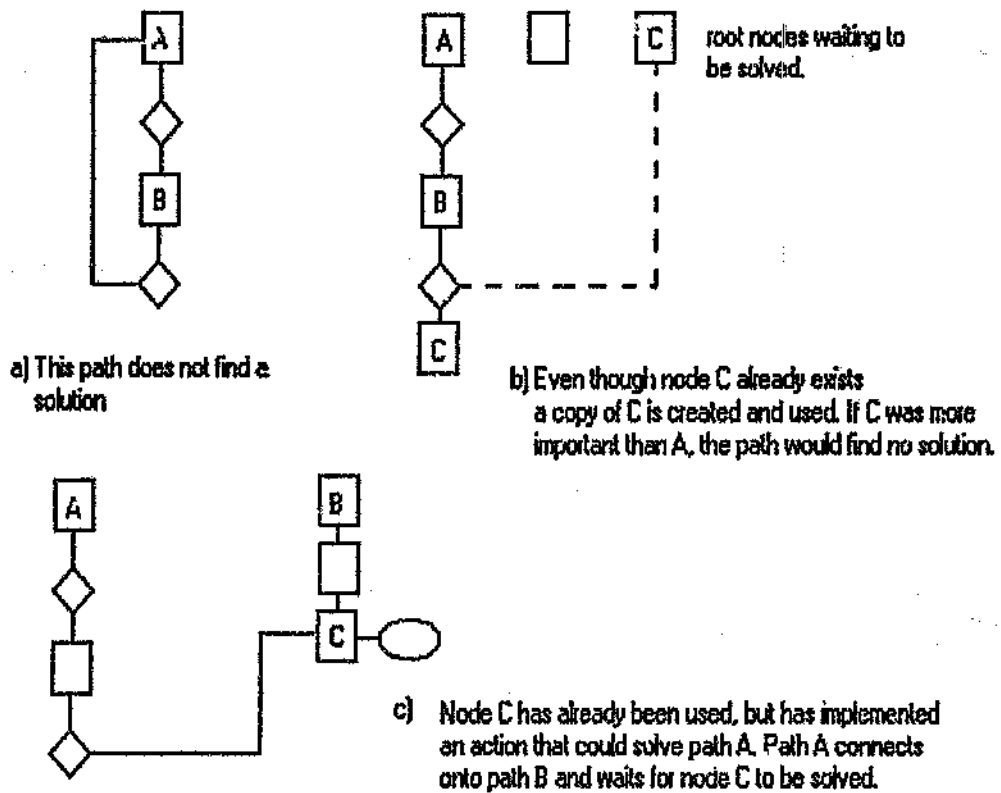 A
A
C
root nodes waiting to
be solved.
B
B
C
a) This path does not find a
solution
b) Even though node C already exists
a copy of C is created and used. If C was more
important than A, the path would find no solution.
A
B
C
c) Node C has already been used, but has implemented
an action that could solve path A. Path A connects
onto path B and waits for node C to be solved.